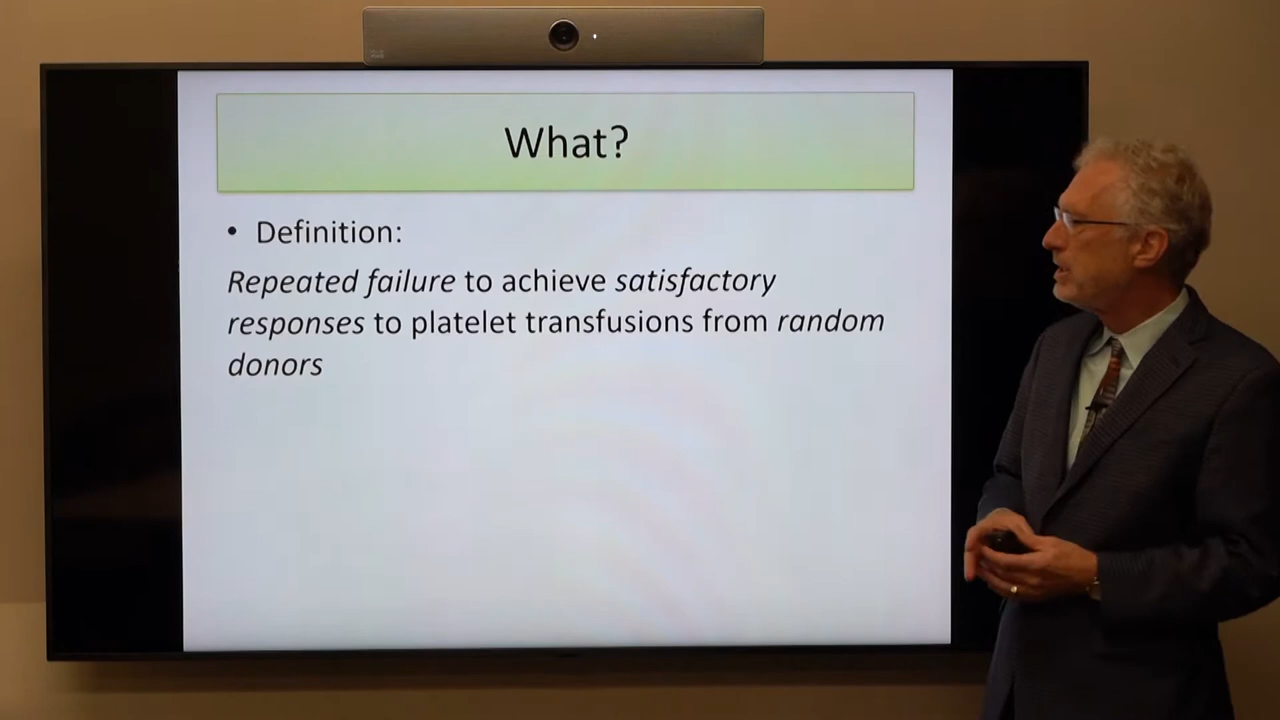 What?
• Definition:
Repeated failure to achieve satisfactory
responses to platelet transfusions from random
donors